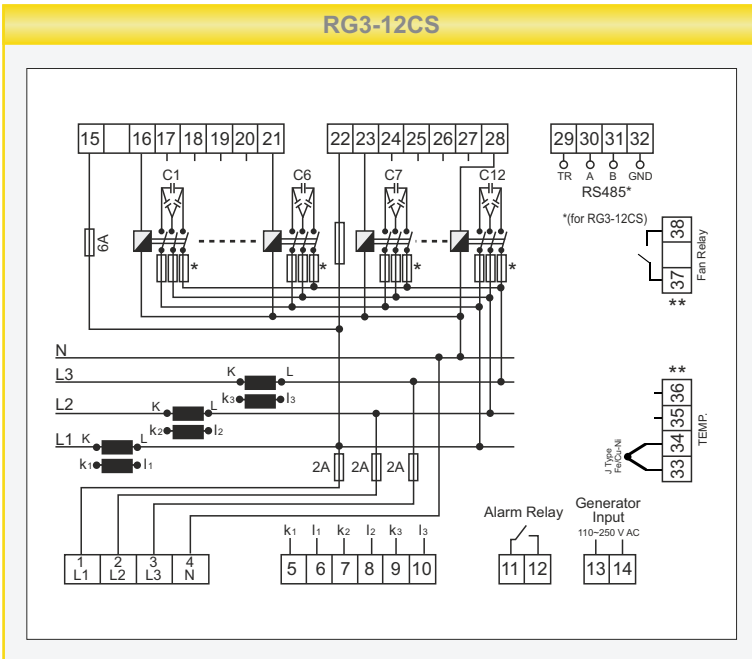 RG3-12CS
15 16 17 18 19 20 21 22 23 24 25 26 27 28 29 30 31 32
TR A B GND
RS485*
*(for RG3-12CS)
C1 C6 C7 C12
6A
* * * *
38
37
Fan Relay
**
N
L3 K L
k3 l3
L2 K L
k2 l2
L1 K L
k1 l1
2A 2A 2A
**
36
35
34
33
TEMP.
J Type
Fe/Cu-Ni
1 2 3 4
L1 L2 L3 N
k1 l1 k2 l2 k3 l3
5 6 7 8 9 10
Alarm Relay
11 12
Generator
Input
110~250 V AC
13 14